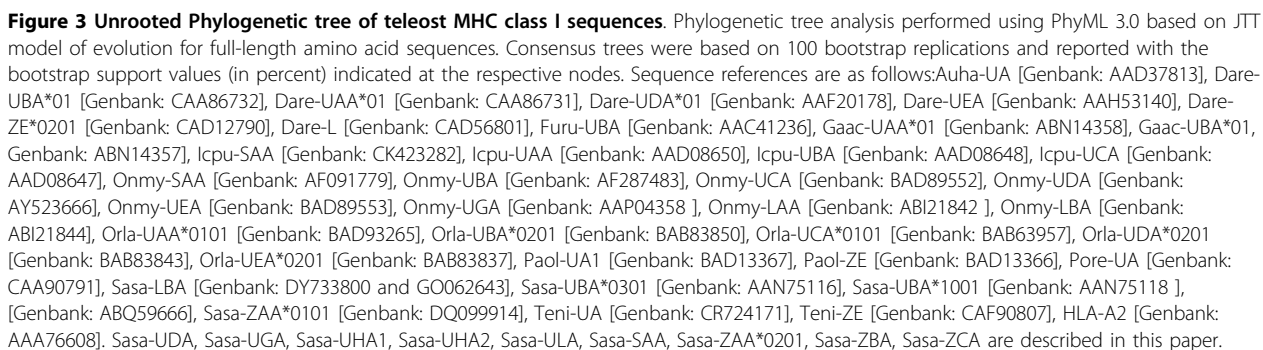 Figure 3 Unrooted Phylogenetic tree of teleost MHC class I sequences. Phylogenetic tree analysis performed using PhyML 3.0 based on JTT
model of evolution for full-length amino acid sequences. Consensus trees were based on 100 bootstrap replications and reported with the
bootstrap support values (in percent) indicated at the respective nodes. Sequence references are as follows:Auha-UA [Genbank: AAD37813], Dare-
UBA*01 [Genbank: CAA86732], Dare-UAA*01 [Genbank: CAA86731], Dare-UDA*01 [Genbank: AAF20178], Dare-UEA [Genbank: AAH53140], Dare-
ZE*0201 [Genbank: CAD12790], Dare-L [Genbank: CAD56801], Furu-UBA [Genbank: AAC41236], Gaac-UAA*01 [Genbank: ABN14358], Gaac-UBA*01,
Genbank: ABN14357], Icpu-SAA [Genbank: CK423282], Icpu-UAA [Genbank: AAD08650], Icpu-UBA [Genbank: AAD08648], Icpu-UCA [Genbank:
AAD08647], Onmy-SAA [Genbank: AF091779], Onmy-UBA [Genbank: AF287483], Onmy-UCA [Genbank: BAD89552], Onmy-UDA [Genbank:
AY523666], Onmy-UEA [Genbank: BAD89553], Onmy-UGA [Genbank: AAP04358 ], Onmy-LAA [Genbank: ABI21842 ], Onmy-LBA [Genbank:
ABI21844], Orla-UAA*0101 [Genbank: BAD93265], Orla-UBA*0201 [Genbank: BAB83850], Orla-UCA*0101 [Genbank: BAB63957], Orla-UDA*0201
[Genbank: BAB83843], Orla-UEA*0201 [Genbank: BAB83837], Paol-UA1 [Genbank: BAD13367], Paol-ZE [Genbank: BAD13366], Pore-UA [Genbank:
CAA90791], Sasa-LBA [Genbank: DY733800 and GO062643], Sasa-UBA*0301 [Genbank: AAN75116], Sasa-UBA*1001 [Genbank: AAN75118 ],
[Genbank: ABQ59666], Sasa-ZAA*0101 [Genbank: DQ099914], Teni-UA [Genbank: CR724171], Teni-ZE [Genbank: CAF90807], HLA-A2 [Genbank:
AAA76608]. Sasa-UDA, Sasa-UGA, Sasa-UHA1, Sasa-UHA2, Sasa-ULA, Sasa-SAA, Sasa-ZAA*0201, Sasa-ZBA, Sasa-ZCA are described in this paper.